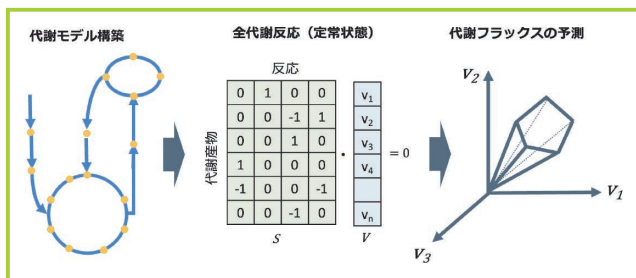 代謝モデル構築
全代謝反応（定常状態）
代謝フラックスの予測
反応
代謝産物
0 1 0 0
0 0 -1 1
0 0 1 0
1 0 0 0
-1 0 0 -1
0 0 -1 0
S
・
v1
v2
v3
v4
vn
V
= 0
V2
V1
V3